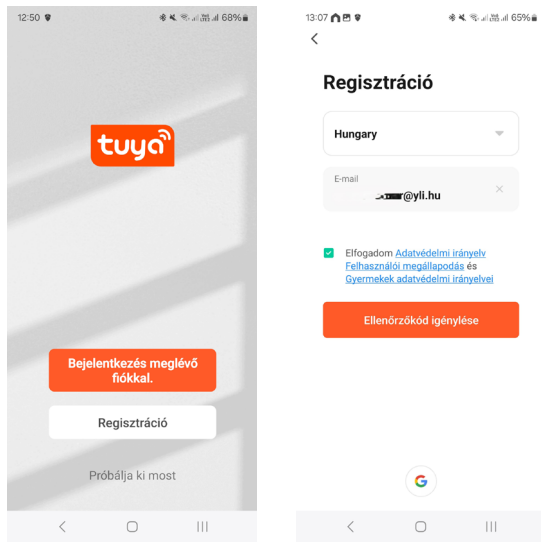 12:50
68%
tuya
Bejelentkezés meglévő
fiókkal.
Regisztráció
Próbálja ki most
13:07
65%
Regisztráció
Hungary
E-mail
@yli.hu
Elfogadom Adatvédelmi irányelv
Felhasználói megállapodás és
Gyermekek adatvédelmi irányelvei
Ellenőrzőkód igénylése
G